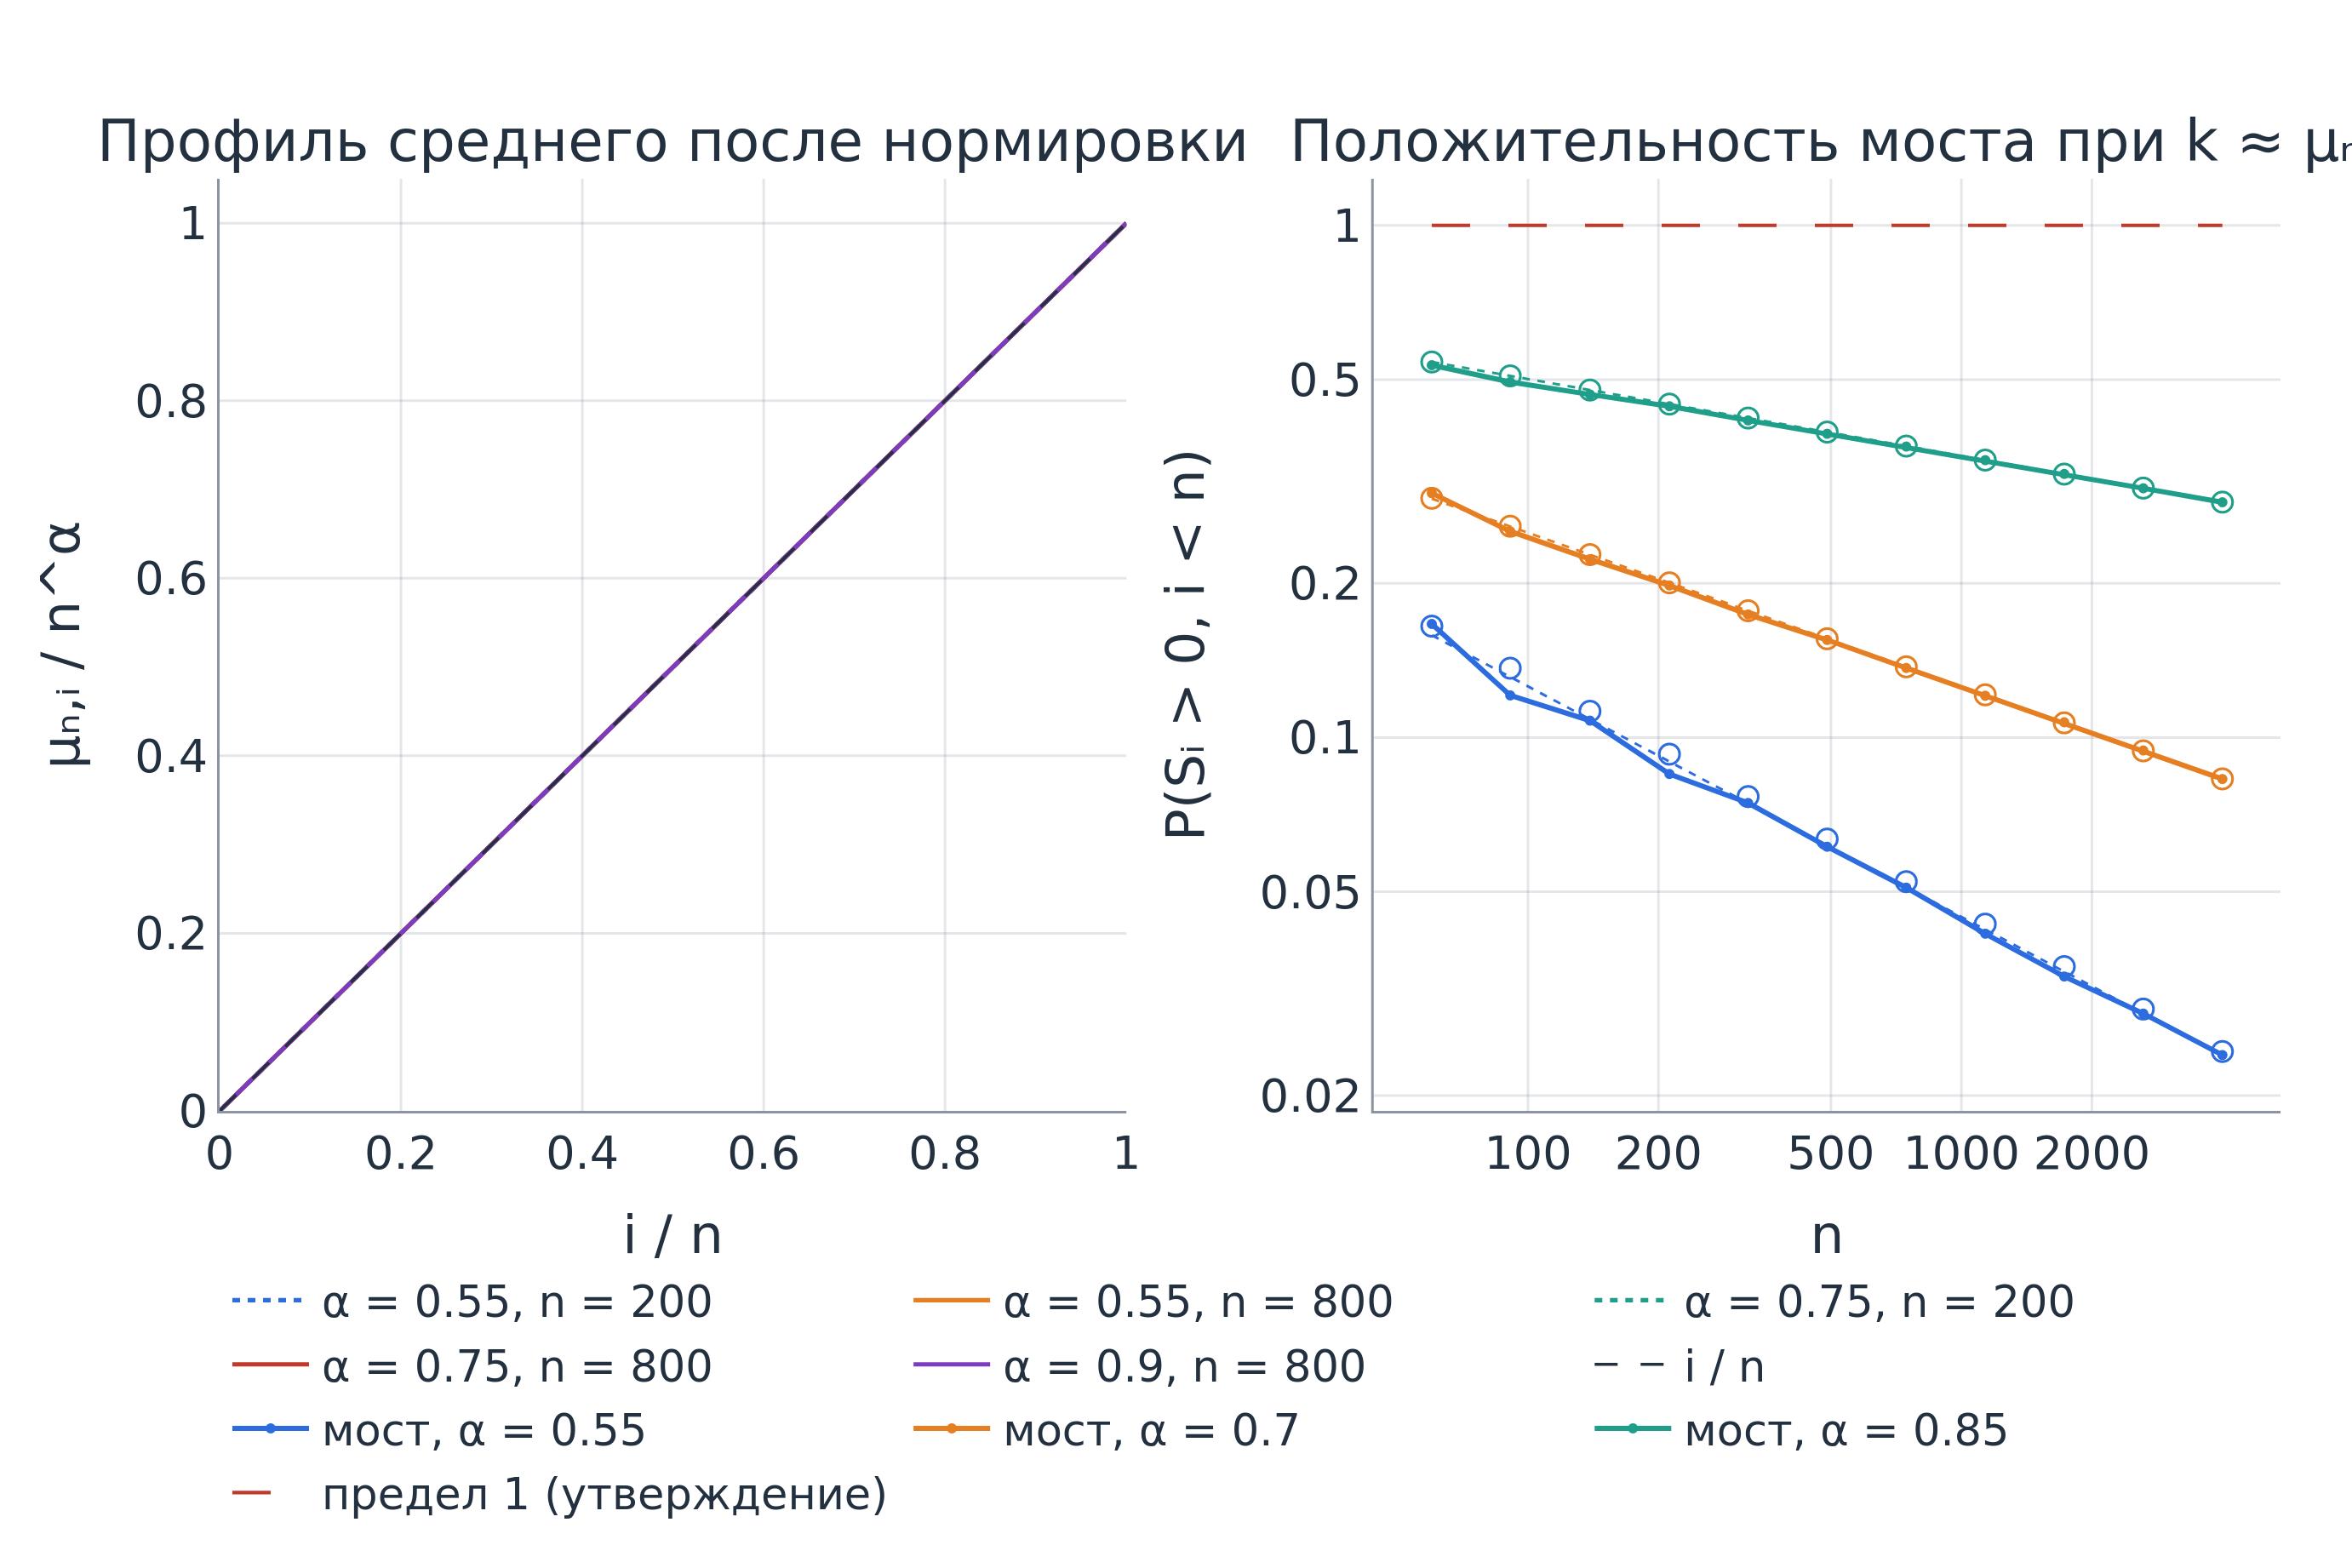 Профиль среднего после нормировки
Положительность моста при k ≈ μₙ
μₙ,ᵢ / n^α
1
0.8
0.6
0.4
0.2
0
0
0.2
0.4
0.6
0.8
1
i / n
P(Sᵢ > 0, i < n)
1
0.5
0.2
0.1
0.05
0.02
100
200
500
1000
2000
n
α = 0.55, n = 200
α = 0.55, n = 800
α = 0.75, n = 200
α = 0.75, n = 800
α = 0.9, n = 800
i / n
мост, α = 0.55
мост, α = 0.7
мост, α = 0.85
предел 1 (утверждение)